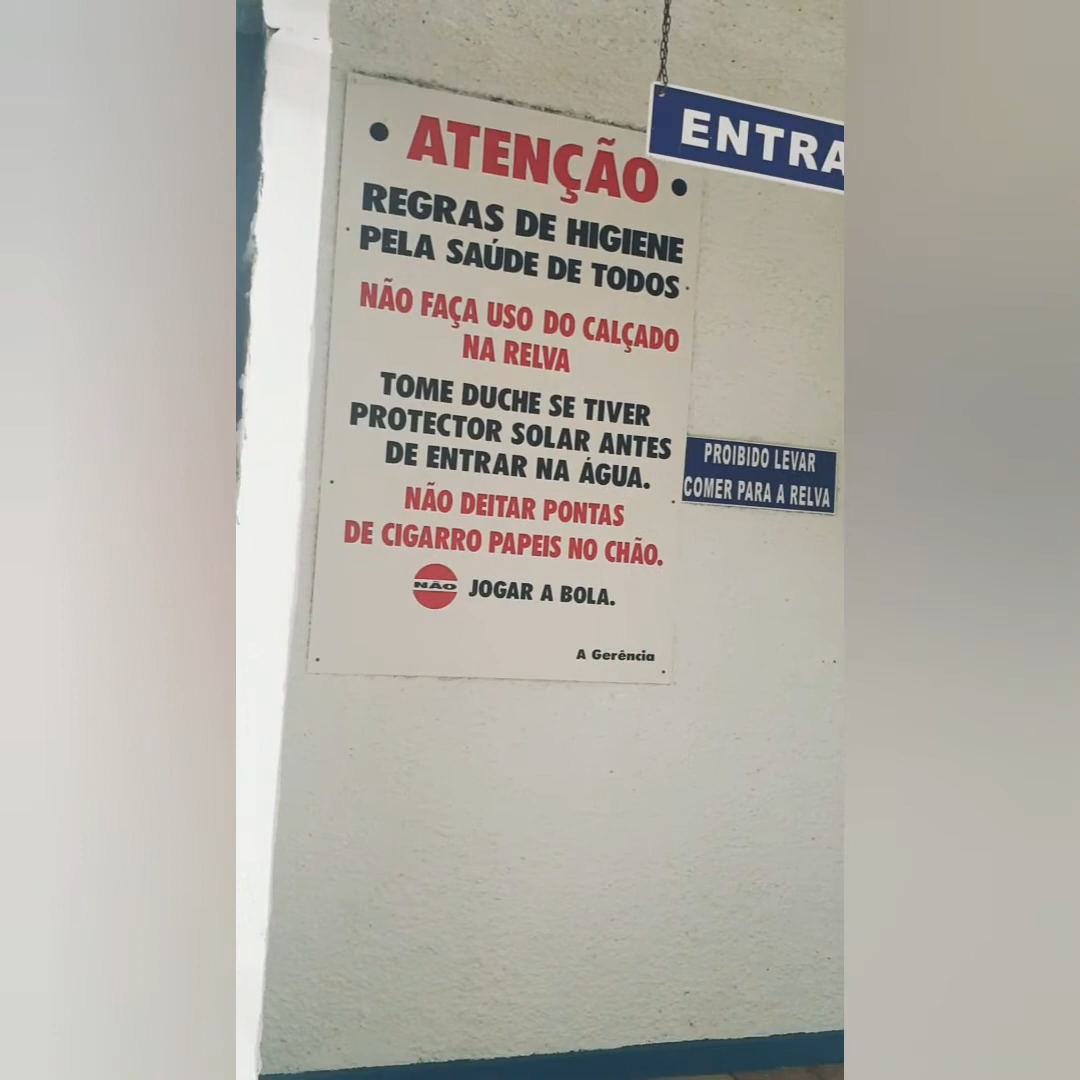 • ATENÇÃO •
REGRAS DE HIGIENE
PELA SAÚDE DE TODOS
NÃO FAÇA USO DO CALÇADO
NA RELVA
TOME DUCHE SE TIVER
PROTECTOR SOLAR ANTES
DE ENTRAR NA ÁGUA.
NÃO DEITAR PONTAS
DE CIGARRO PAPEIS NO CHÃO.
NÃO JOGAR A BOLA.
A Gerência
ENTRA
PROIBIDO LEVAR
COMER PARA A RELVA